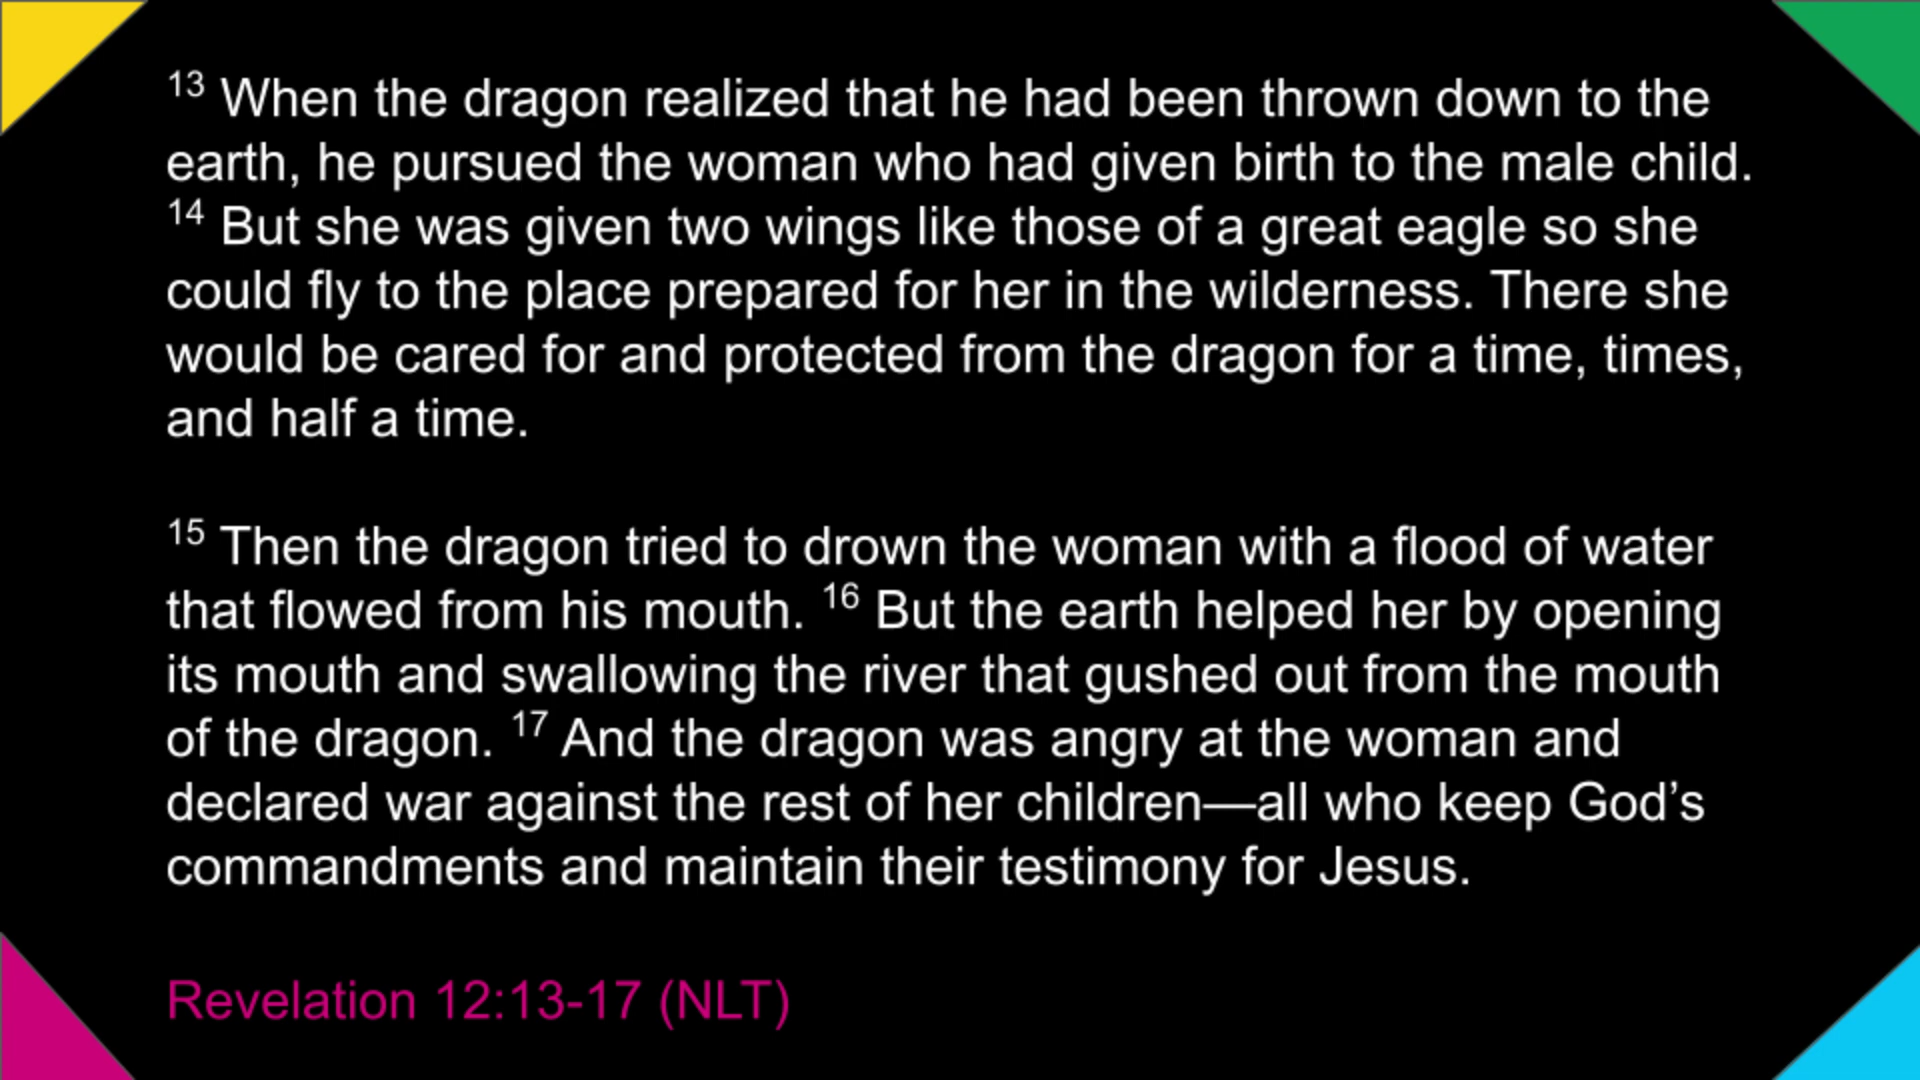 13 When the dragon realized that he had been thrown down to the
earth, he pursued the woman who had given birth to the male child.
14 But she was given two wings like those of a great eagle so she
could fly to the place prepared for her in the wilderness. There she
would be cared for and protected from the dragon for a time, times,
and half a time.
15 Then the dragon tried to drown the woman with a flood of water
that flowed from his mouth. 16 But the earth helped her by opening
its mouth and swallowing the river that gushed out from the mouth
of the dragon. 17 And the dragon was angry at the woman and
declared war against the rest of her children—all who keep God’s
commandments and maintain their testimony for Jesus.
Revelation 12:13-17 (NLT)